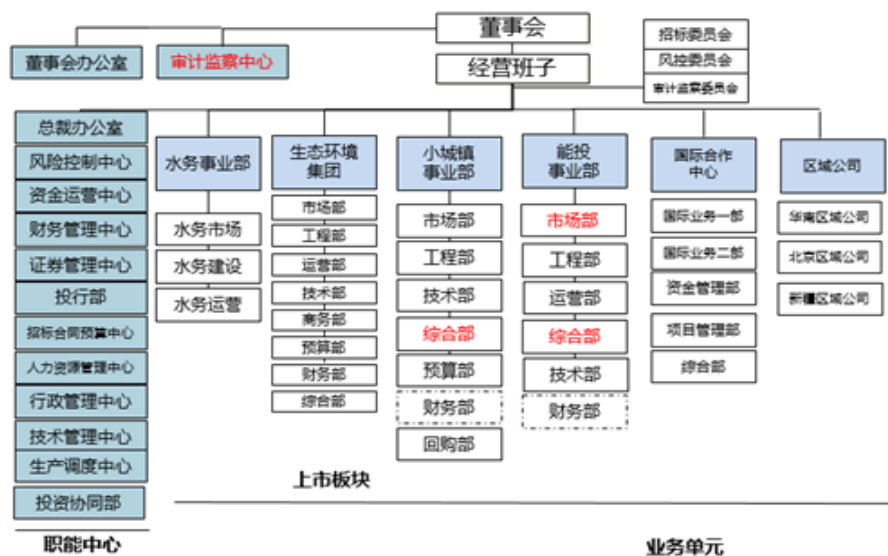 董事会
招标委员会
董事会办公室
审计监察中心
经营班子
风控委员会
审计监察委员会
总裁办公室
风险控制中心
资金运营中心
财务管理中心
证券管理中心
投行部
招标合同预算中心
人力资源管理中心
行政管理中心
技术管理中心
生产调度中心
投资协同部
职能中心
水务事业部
水务市场
水务建设
水务运营
生态环境
集团
市场部
工程部
运营部
技术部
商务部
预算部
财务部
综合部
小城镇
事业部
市场部
工程部
技术部
综合部
预算部
财务部
回购部
能投
事业部
市场部
工程部
运营部
综合部
技术部
财务部
国际合作
中心
国际业务一部
国际业务二部
资金管理部
项目管理部
综合部
区域公司
华南区域公司
北京区域公司
新疆区域公司
上市板块
业务单元